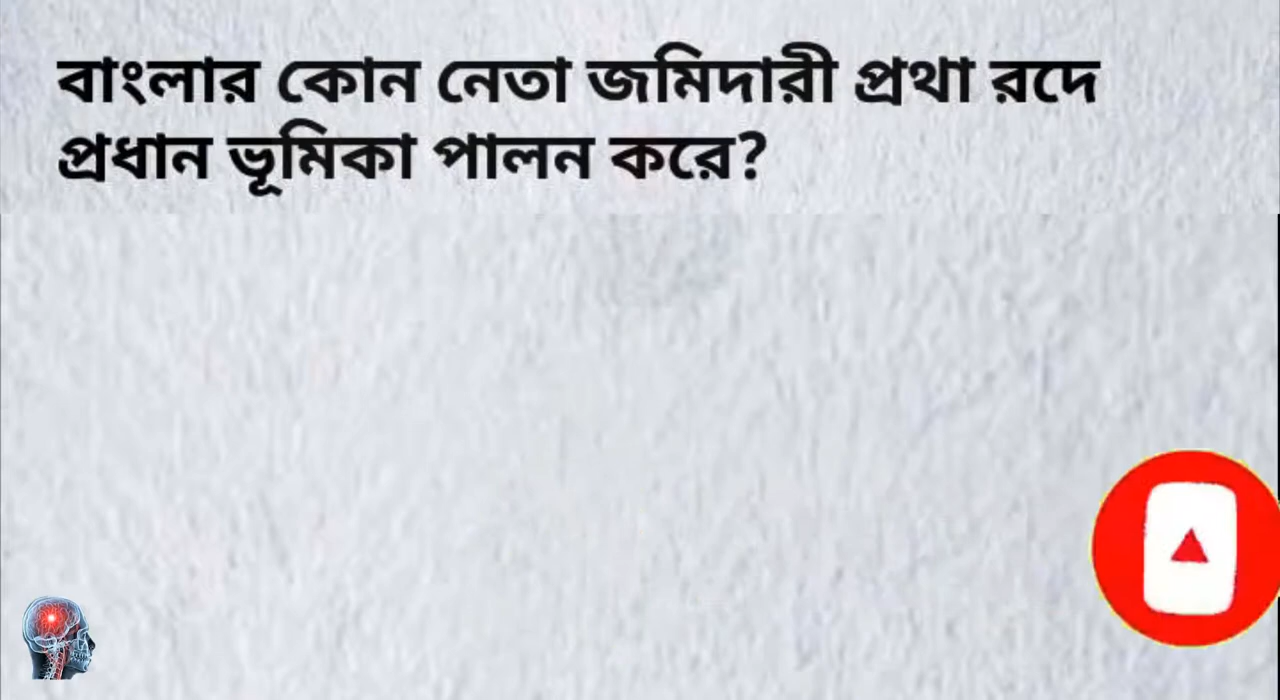 বাংলার কোন নেতা জমিদারী প্রথা রদে
প্রধান ভূমিকা পালন করে?